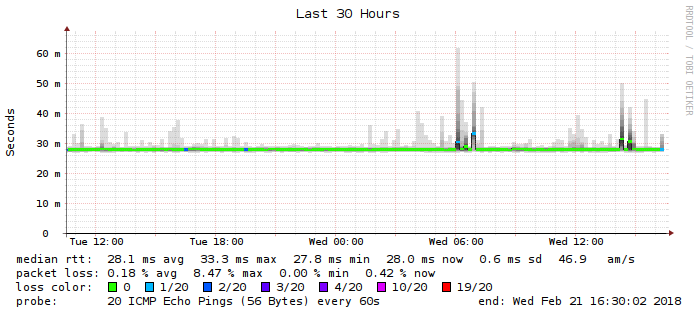 Last 30 Hours
RRDTOOL / TOBI OETIKER
Seconds
60 m
50 m
40 m
30 m
20 m
10 m
0
Tue 12:00 Tue 18:00 Wed 00:00 Wed 06:00 Wed 12:00
median rtt: 28.1 ms avg 33.3 ms max 27.8 ms min 28.0 ms now 0.6 ms sd 46.9 am/s
packet loss: 0.18 % avg 8.47 % max 0.00 % min 0.42 % now
loss color: 0 1/20 2/20 3/20 4/20 10/20 19/20
probe: 20 ICMP Echo Pings (56 Bytes) every 60s end: Wed Feb 21 16:30:02 2018